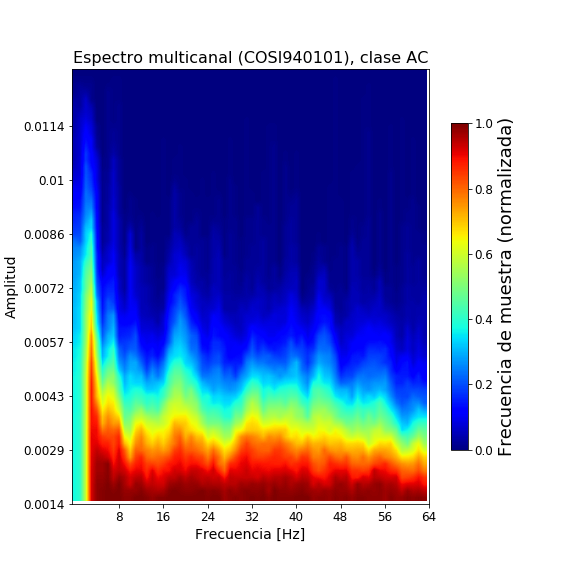 Espectro multicanal (COSI940101), clase AC
Amplitud
0.0114
0.01
0.0086
0.0072
0.0057
0.0043
0.0029
0.0014
8 16 24 32 40 48 56 64
Frecuencia [Hz]
1.0
0.8
0.6
0.4
0.2
0.0
Frecuencia de muestra (normalizada)